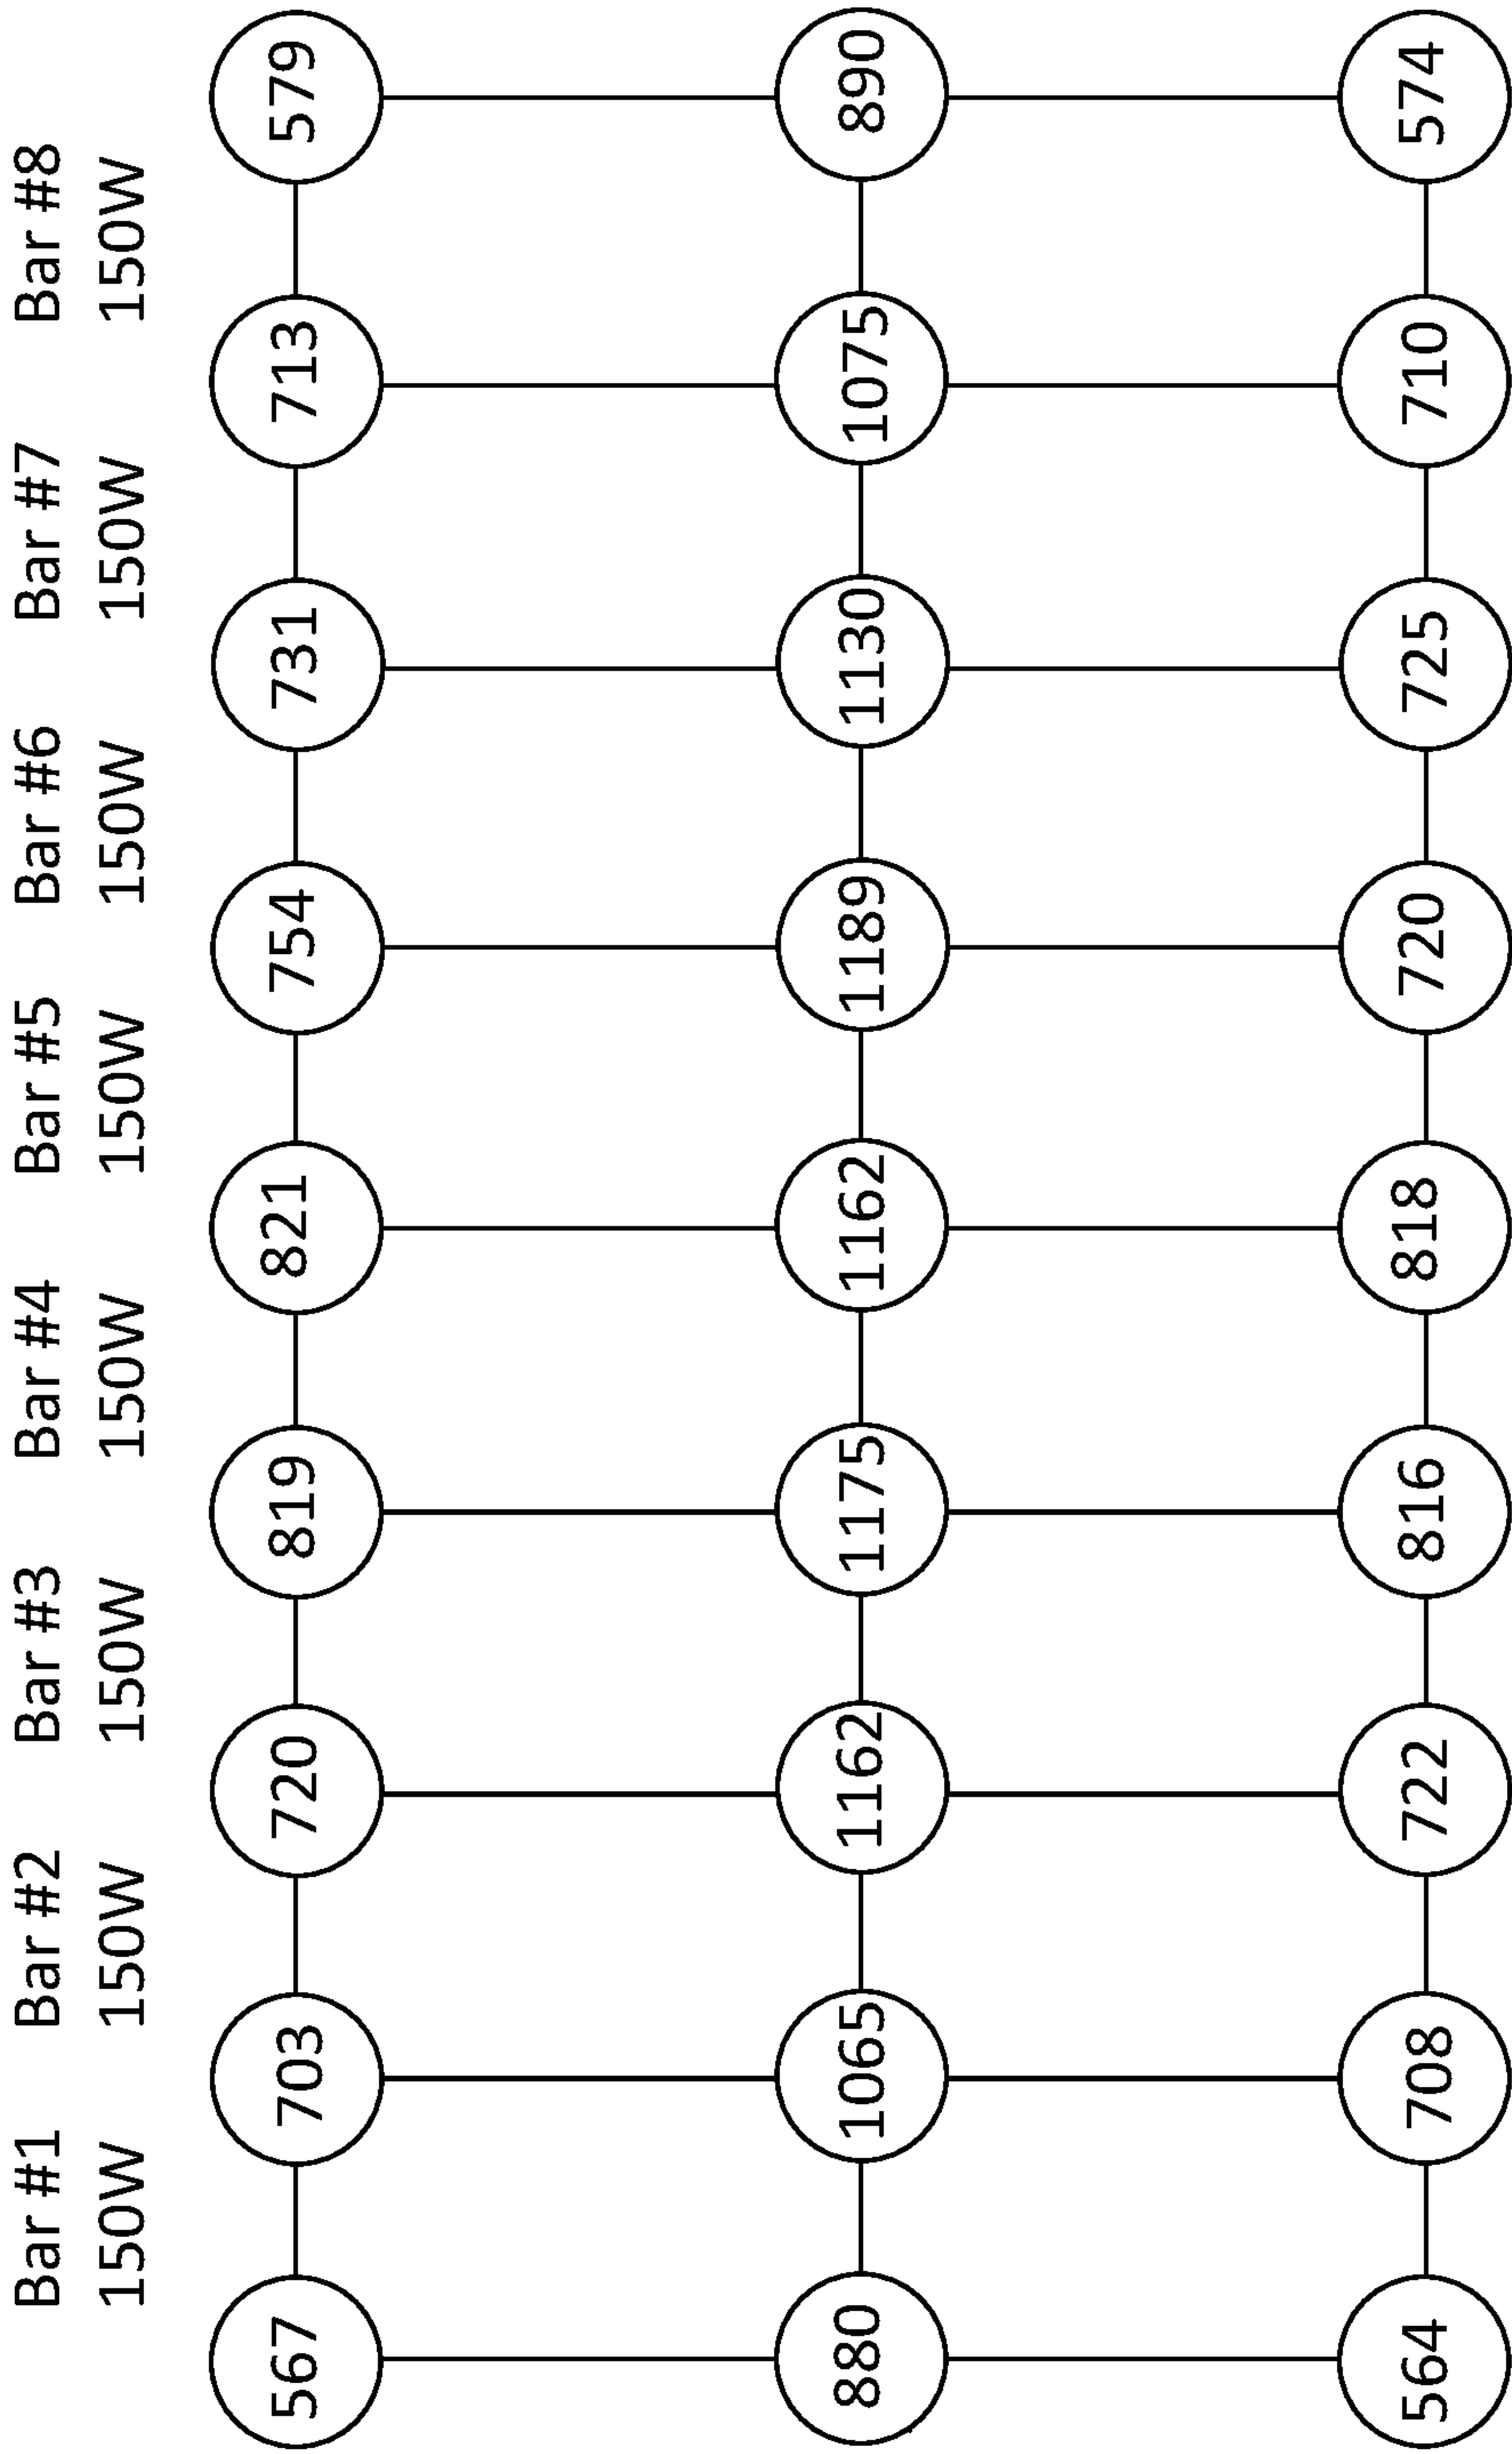 Bar #1 Bar #2 Bar #3 Bar #4 Bar #5 Bar #6 Bar #7 Bar #8
150W 150W 150W 150W 150W 150W 150W 150W
567 703 720 819 821 754 731 713 579
880 1065 1162 1175 1162 1189 1130 1075 890
564 708 722 816 818 720 725 710 574